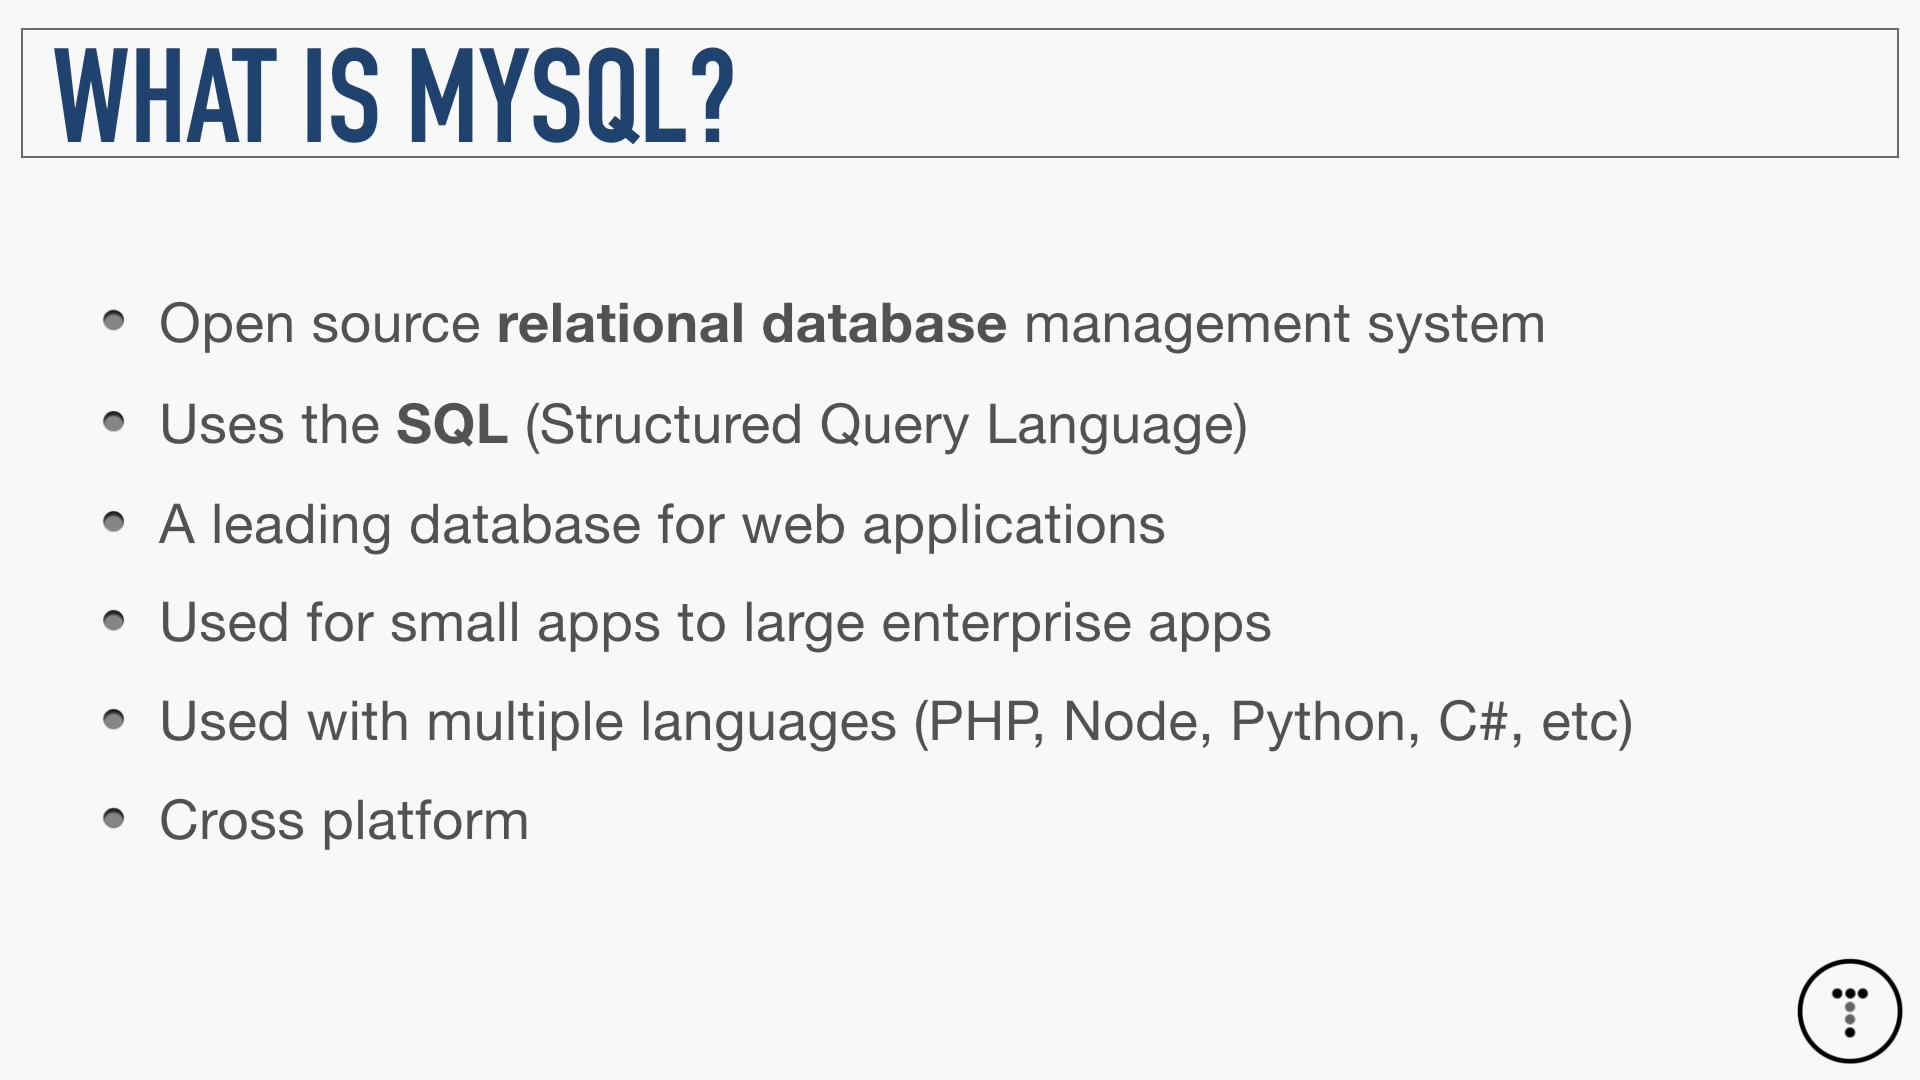 WHAT IS MYSQL?
Open source relational database management system
Uses the SQL (Structured Query Language)
A leading database for web applications
Used for small apps to large enterprise apps
Used with multiple languages (PHP, Node, Python, C#, etc)
Cross platform
T